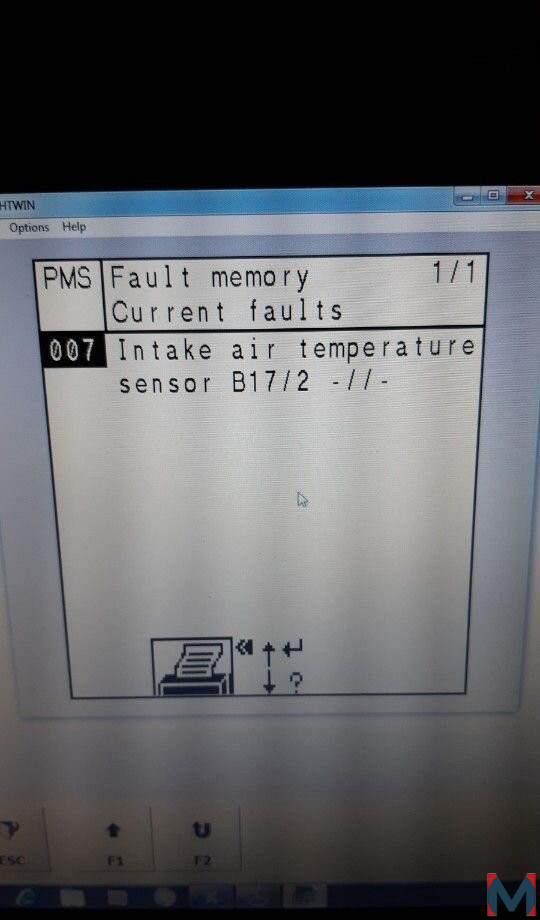 HTWIN
Options Help
PMS Fault memory 1/1
Current faults
007 Intake air temperature
sensor B17/2 -//-
?
ESC F1 F2
M